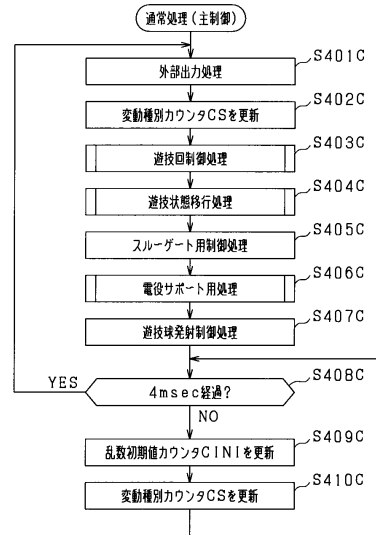 通常処理(主制御)
外部出力処理
S401C
変動種別カウンタCSを更新
S402C
遊技回制御処理
S403C
遊技状態移行処理
S404C
スルーゲート用制御処理
S405C
電役サポート用処理
S406C
遊技球発射制御処理
S407C
YES
4msec経過?
S408C
NO
乱数初期値カウンタCINIを更新
S409C
変動種別カウンタCSを更新
S410C